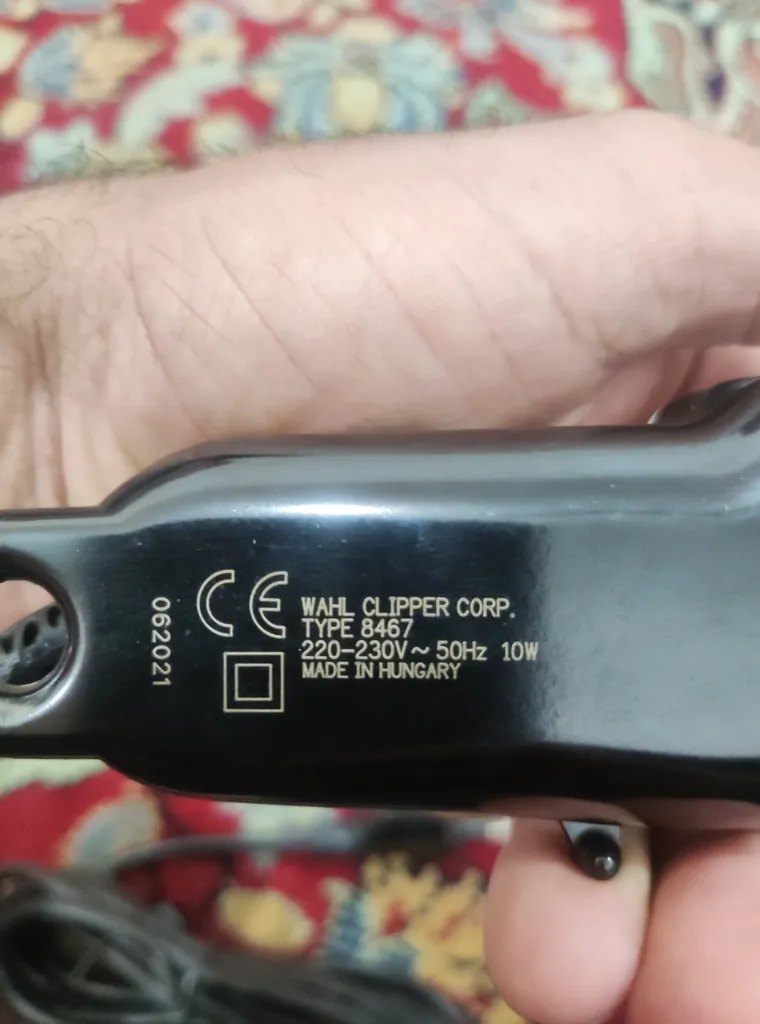 062021
CE
WAHL CLIPPER CORP.
TYPE 8467
220-230V~ 50Hz 10W
MADE IN HUNGARY